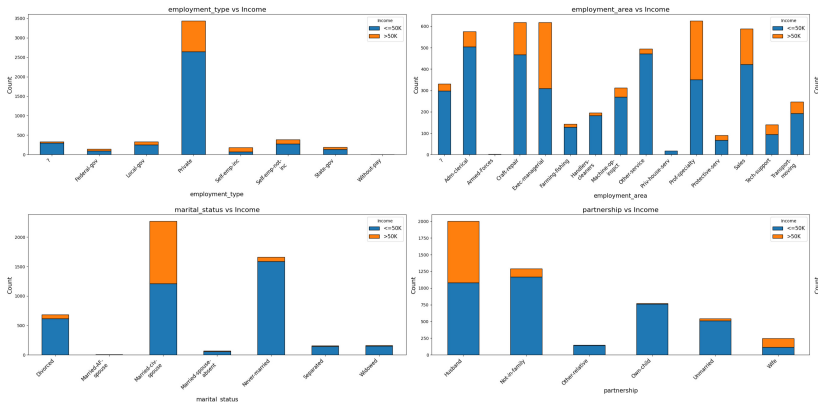 employment_type vs Income
Count
3500
3000
2500
2000
1500
1000
500
0
Income
<=50K
>50K
?
Federal-gov
Local-gov
Private
Self-emp-inc
Self-emp-not-
inc
State-gov
Without-pay
employment_type
employment_area vs Income
Count
600
500
400
300
200
100
0
Income
<=50K
>50K
?
Adm-clerical
Armed-Forces
Craft-repair
Exec-managerial
Farming-fishing
Handlers-
cleaners
Machine-op-
inspct
Other-service
Priv-house-serv
Prof-specialty
Protective-serv
Sales
Tech-support
Transport-
moving
employment_area
Count
marital_status vs Income
Count
2000
1500
1000
500
0
Income
<=50K
>50K
Divorced
Married-AF-
spouse
Married-civ-
spouse
Married-spouse-
absent
Never-married
Separated
Widowed
marital_status
partnership vs Income
Count
2000
1750
1500
1250
1000
750
500
250
0
Income
<=50K
>50K
Husband
Not-in-family
Other-relative
Own-child
Unmarried
Wife
partnership
Count